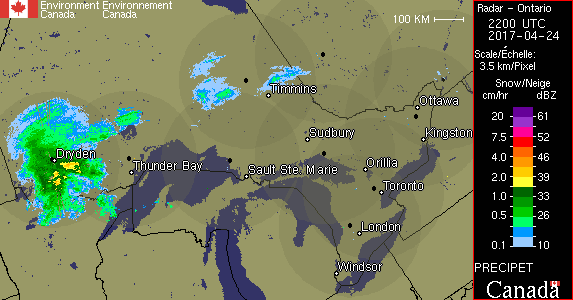 Environment Environnement
Canada Canada
100 KM
Timmins
Ottawa
Sudbury
Kingston
Dryden
Thunder Bay
Sault Ste. Marie
Orillia
Toronto
London
Windsor
Radar - Ontario
2200 UTC
2017-04-24
Scale/Échelle:
3.5 km/Pixel
Snow/Neige
cm/hr dBZ
20 61
7.5 52
4.0 46
2.0 39
1.0 33
0.5 26
0.1 10
PRECIPET
Canada